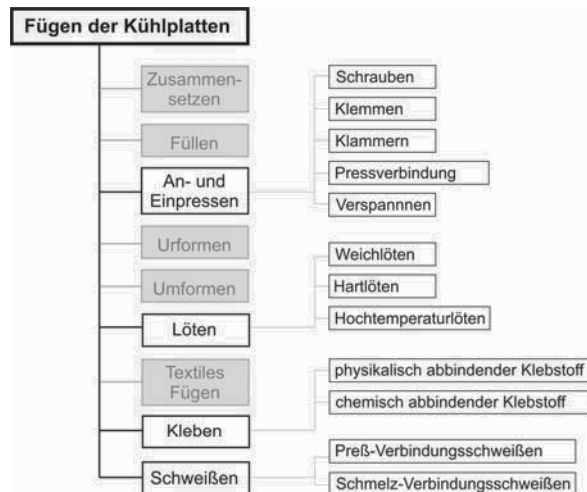 Fügen der Kühlplatten
Zusammen-
setzen
Füllen
An- und
Einpressen
Schrauben
Klemmen
Klammern
Pressverbindung
Verspannnen
Urformen
Umformen
Löten
Weichlöten
Hartlöten
Hochtemperaturlöten
Textiles
Fügen
Kleben
physikalisch abbindender Klebstoff
chemisch abbindender Klebstoff
Schweißen
Preß-Verbindungsschweißen
Schmelz-Verbindungsschweißen